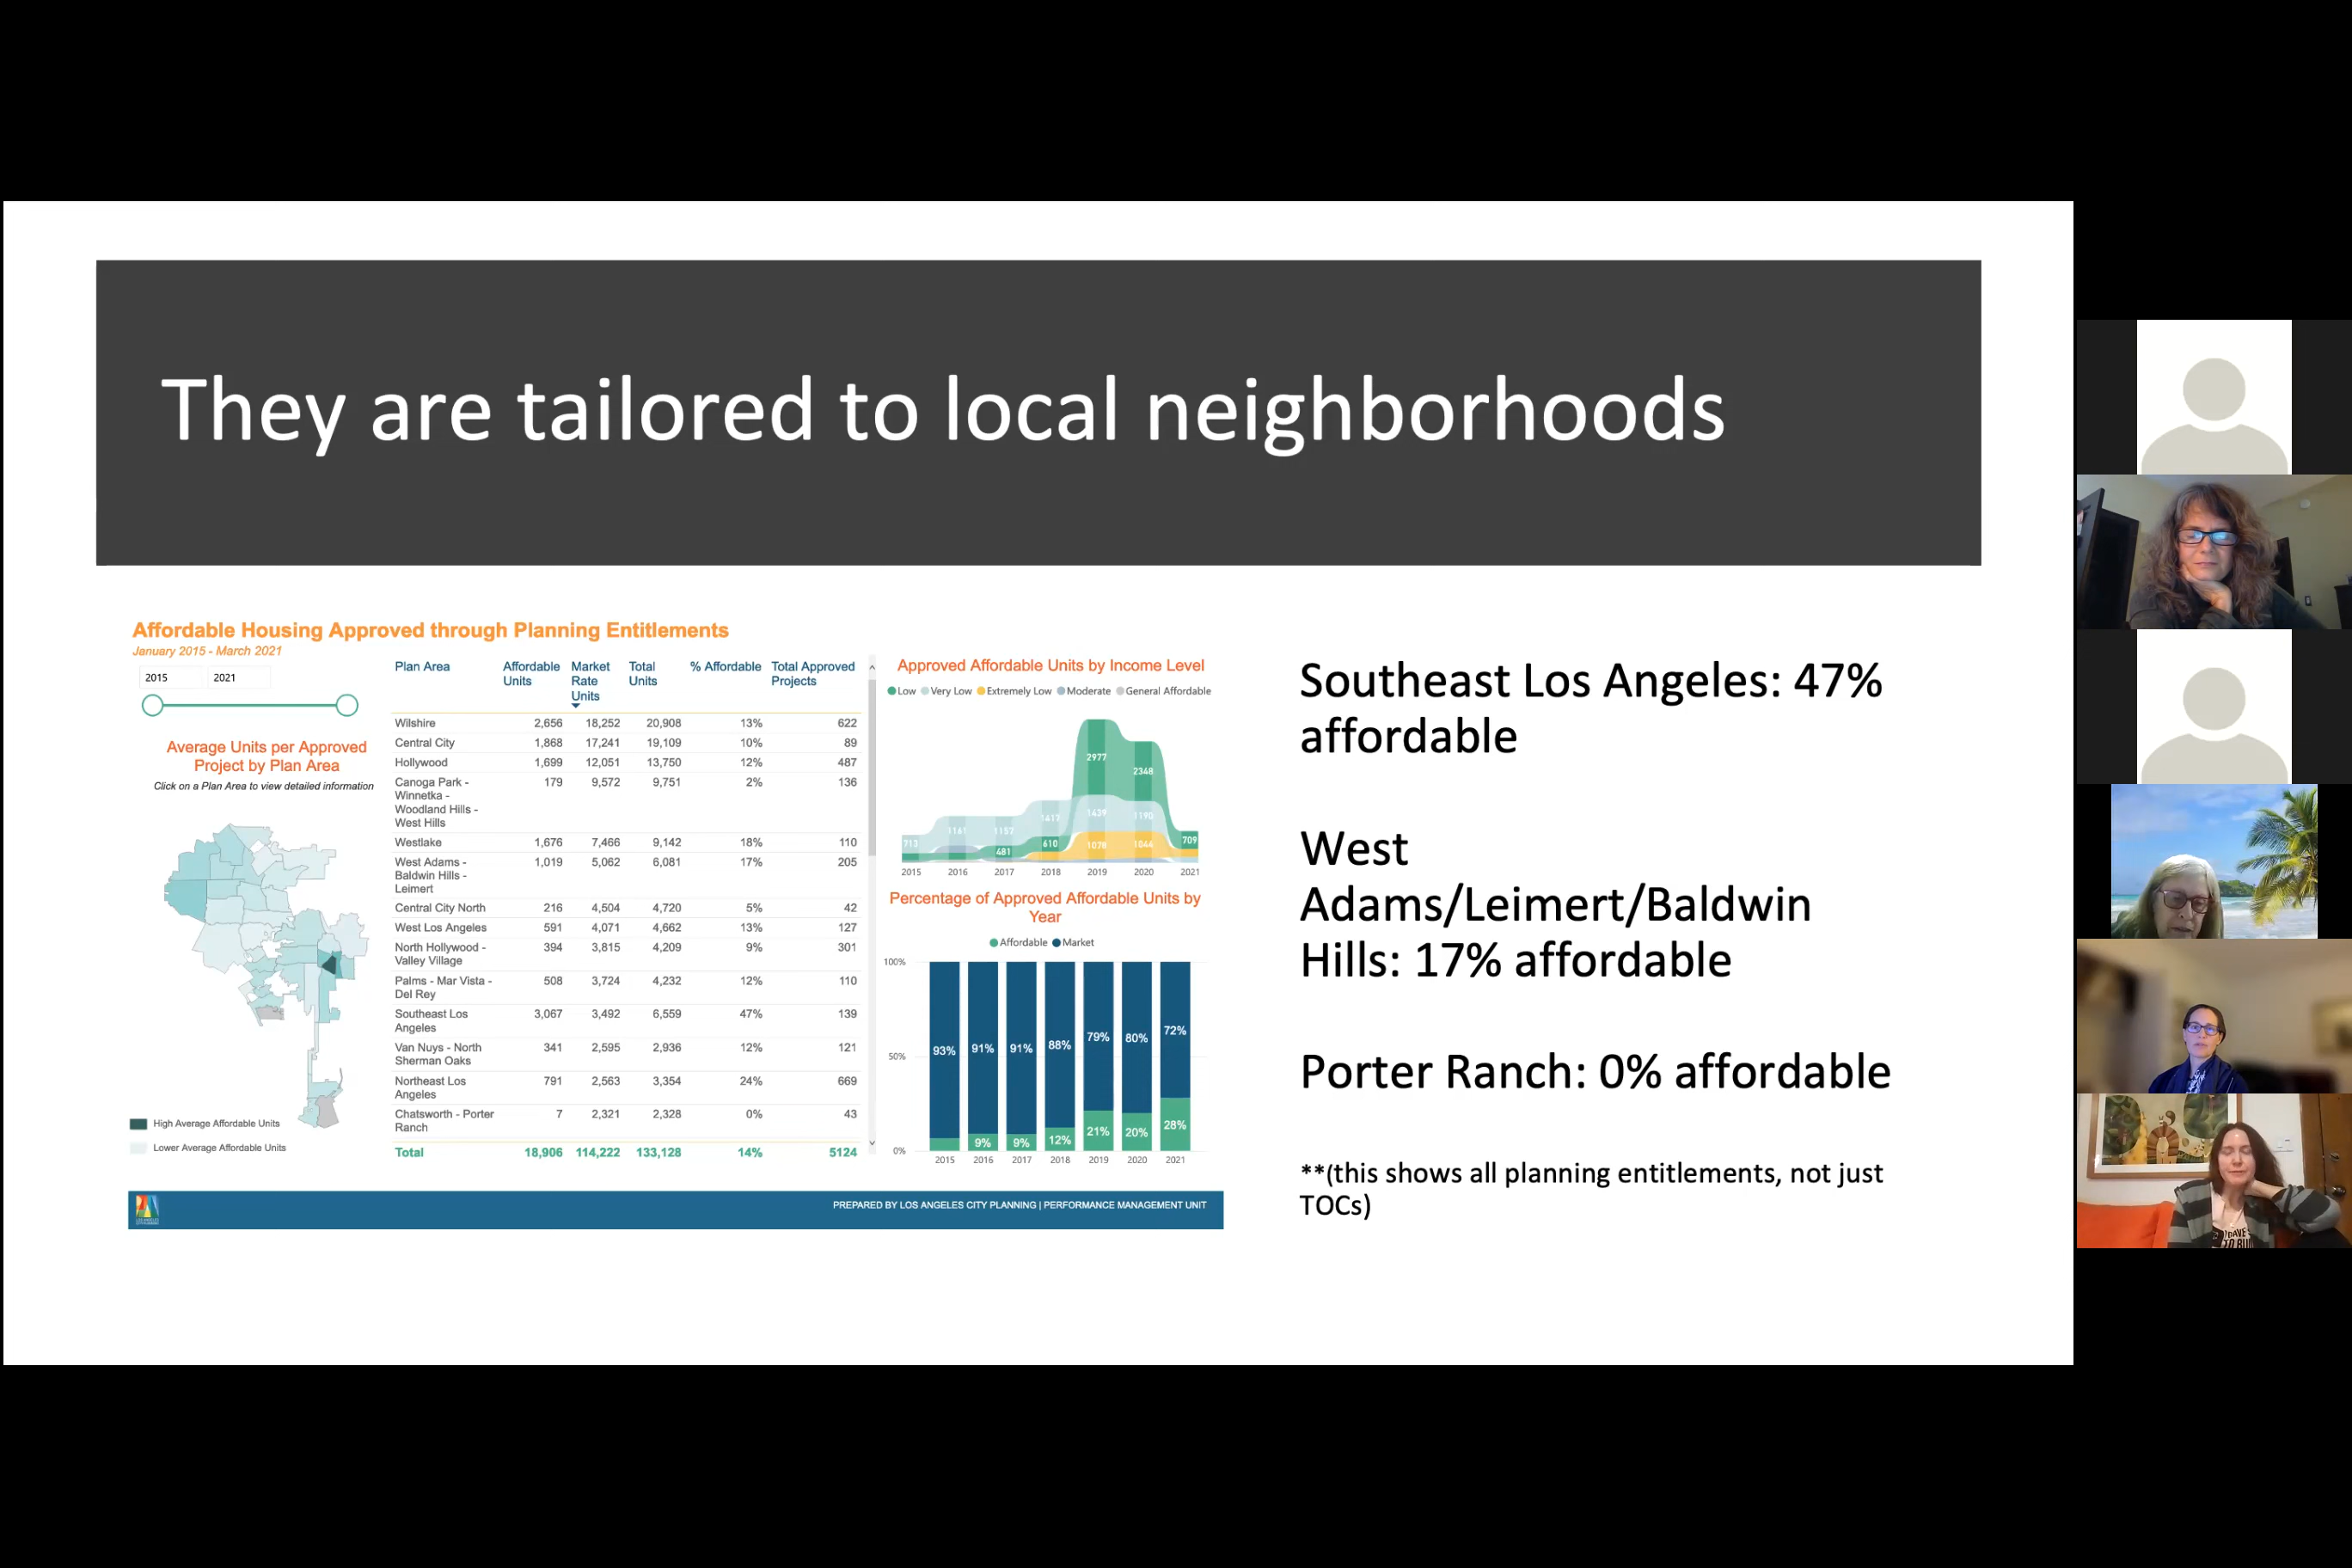 They are tailored to local neighborhoods
Affordable Housing Approved through Planning Entitlements
January 2015 - March 2021
2015 2021
Average Units per Approved
Project by Plan Area
Click on a Plan Area to view detailed information
High Average Affordable Units
Lower Average Affordable Units
Plan Area Affordable Units Market Rate Units Total Units % Affordable Total Approved Projects
Wilshire 2,656 18,252 20,908 13% 622
Central City 1,868 17,241 19,109 10% 89
Hollywood 1,699 12,051 13,750 12% 487
Canoga Park - 179 9,572 9,751 2% 136
Winnetka -
Woodland Hills -
West Hills
Westlake 1,676 7,466 9,142 18% 110
West Adams - 1,019 5,062 6,081 17% 205
Baldwin Hills -
Leimert
Central City North 216 4,504 4,720 5% 42
West Los Angeles 591 4,071 4,662 13% 127
North Hollywood - 394 3,815 4,209 9% 301
Valley Village
Palms - Mar Vista - 508 3,724 4,232 12% 110
Del Rey
Southeast Los 3,067 3,492 6,559 47% 139
Angeles
Van Nuys - North 341 2,595 2,936 12% 121
Sherman Oaks
Northeast Los 791 2,563 3,354 24% 669
Angeles
Chatsworth - Porter 7 2,321 2,328 0% 43
Ranch
Total 18,906 114,222 133,128 14% 5124
Approved Affordable Units by Income Level
Low Very Low Extremely Low Moderate General Affordable
2977
2348
1417 1439 1190
713 1161 1157 610 1078 1044 709
481
2015 2016 2017 2018 2019 2020 2021
Percentage of Approved Affordable Units by
Year
Affordable Market
100%
50%
0%
93% 91% 91% 88% 79% 80% 72%
9% 9% 12% 21% 20% 28%
2015 2016 2017 2018 2019 2020 2021
PREPARED BY LOS ANGELES CITY PLANNING | PERFORMANCE MANAGEMENT UNIT
Southeast Los Angeles: 47%
affordable
West
Adams/Leimert/Baldwin
Hills: 17% affordable
Porter Ranch: 0% affordable
**(this shows all planning entitlements, not just
TOCs)